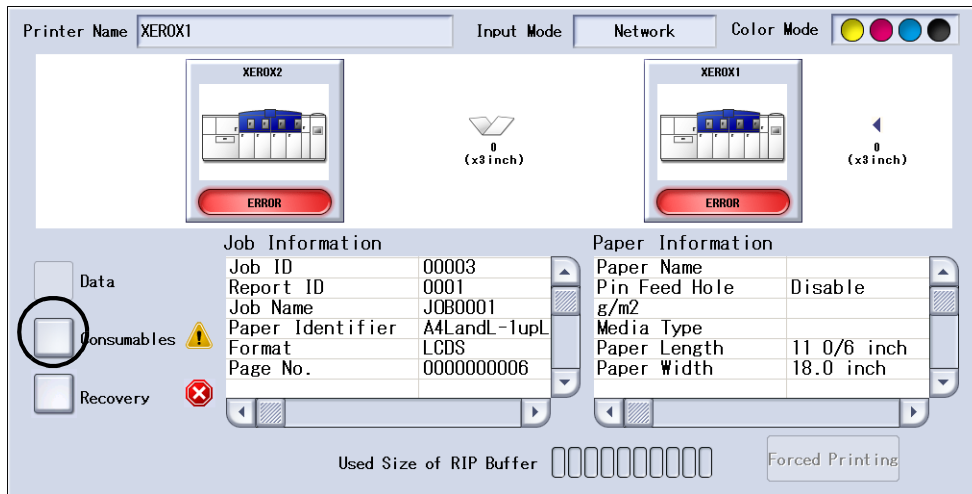 Printer Name XEROX1 Input Mode Network Color Mode
XEROX2 XEROX1
0 0
(x3inch) (x3inch)
ERROR ERROR
Job Information
Job ID 00003
Report ID 0001
Job Name JOB0001
Paper Identifier A4LandL-1upL
Format LCDS
Page No. 0000000006
Paper Information
Paper Name
Pin Feed Hole Disable
g/m2
Media Type
Paper Length 11 0/6 inch
Paper Width 18.0 inch
Data
Consumables
Recovery
Used Size of RIP Buffer Forced Printing